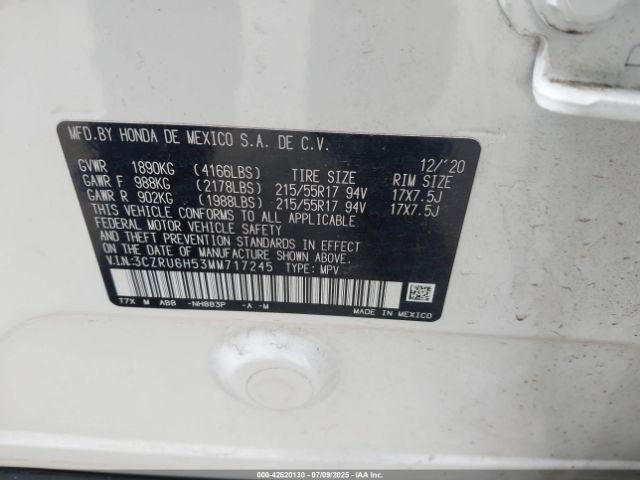 MFD.BY HONDA DE MEXICO S.A. DE C.V.
12/'20
GVWR 1890KG (4166LBS) TIRE SIZE RIM SIZE
GAWR F 988KG (2178LBS) 215/55R17 94V 17X7.5J
GAWR R 902KG (1988LBS) 215/55R17 94V 17X7.5J
THIS VEHICLE CONFORMS TO ALL APPLICABLE
FEDERAL MOTOR VEHICLE SAFETY
AND THEFT PREVENTION STANDARDS IN EFFECT ON
THE DATE OF MANUFACTURE SHOWN ABOVE.
V.I.N:3CZRU6H53MM717245 TYPE: MPV
T7X M ABB -NH883P -A -M MADE IN MEXICO
000-42620130 - 07/09/2025 - IAAI.COM